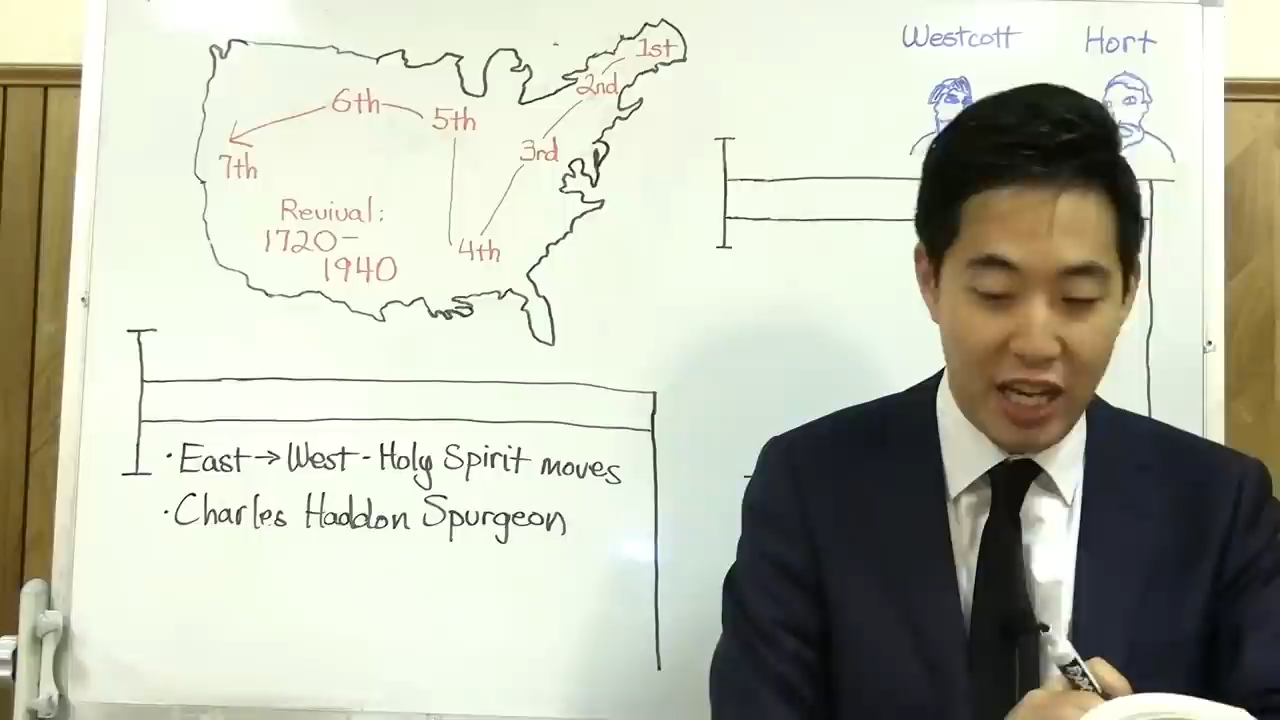 1st
2nd
3rd
4th
5th
6th
7th
Revival:
1720-
1940
· East → West - Holy Spirit moves
· Charles Haddon Spurgeon
Westcott Hort